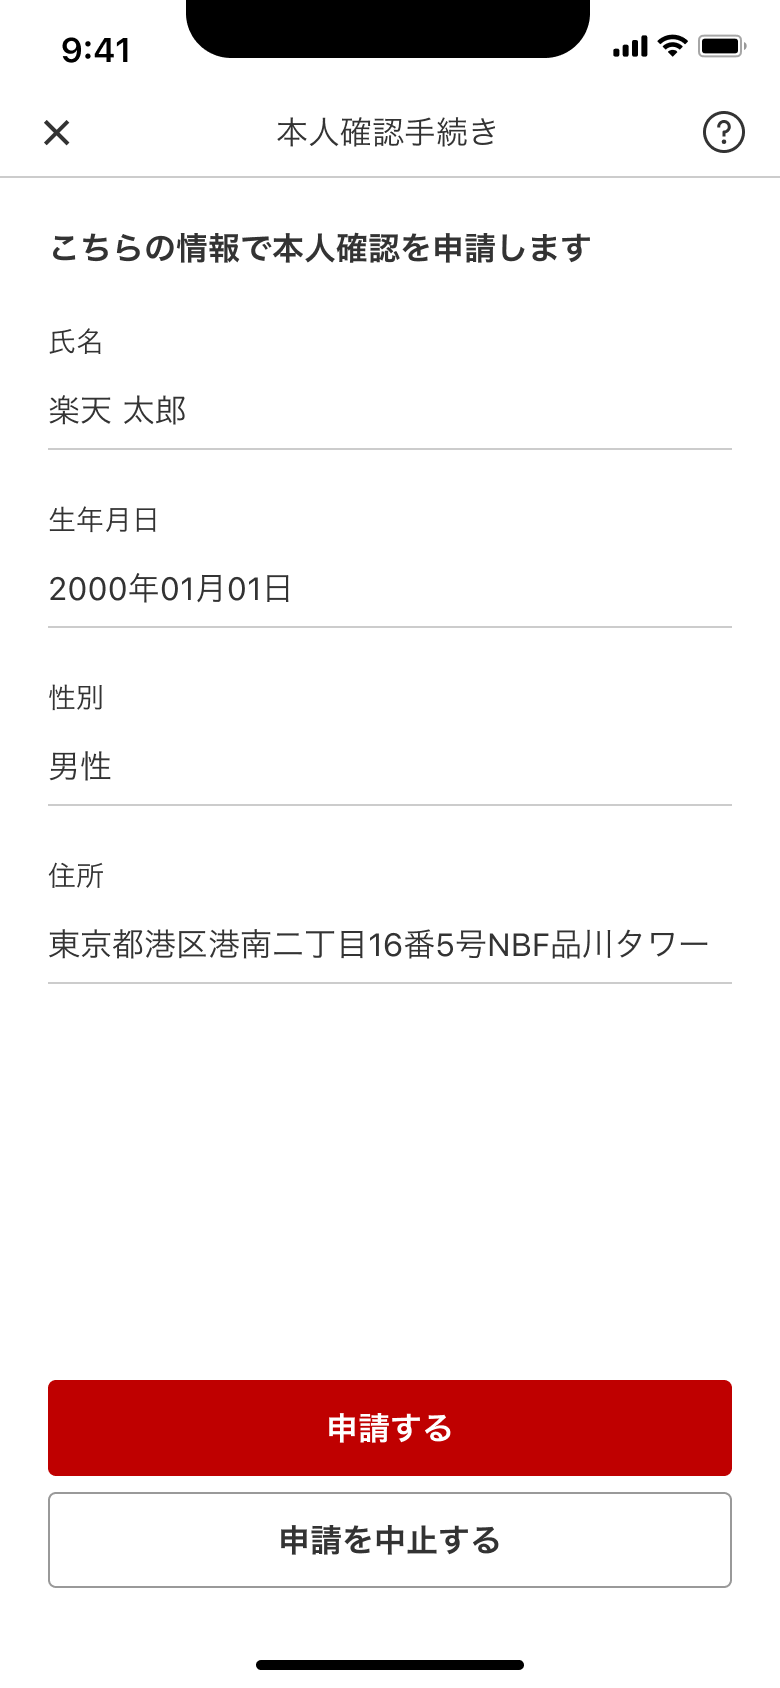 9:41
本人確認手続き
こちらの情報で本人確認を申請します
氏名
楽天 太郎
生年月日
2000年01月01日
性別
男性
住所
東京都港区港南二丁目16番5号NBF品川タワー
申請する
申請を中止する